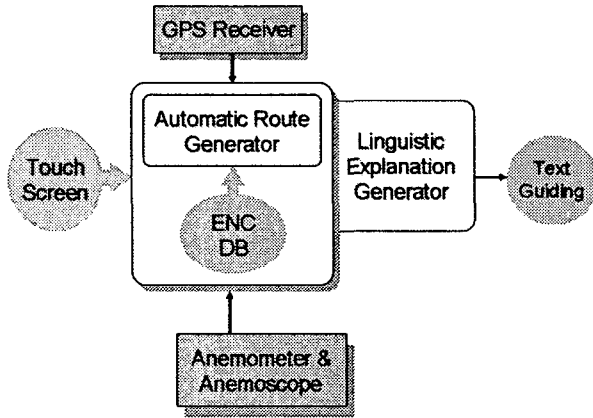 GPS Receiver
Automatic Route
Generator
Touch
Screen
ENC
DB
Linguistic
Explanation
Generator
Text
Guiding
Anemometer &
Anemoscope